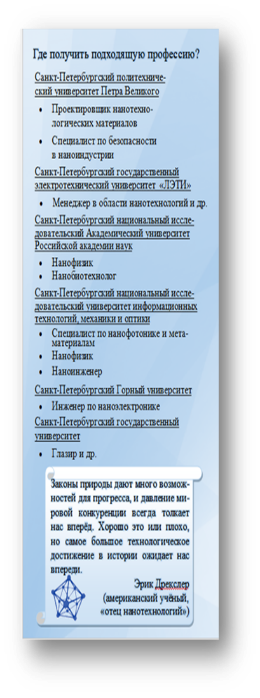 Где получить подходящую профессию?
Санкт-Петербургский политехниче-
ский университет Петра Великого
• Проектировщик нанотехно-
логических материалов
• Специалист по безопасности
в наноиндустрии
Санкт-Петербургский государственный
электротехнический университет «ЛЭТИ»
• Менеджер в области нанотехнологий и др.
Санкт-Петербургский национальный иссле-
довательский Академический университет
Российской академии наук
• Нанофизик
• Нанобиотехнолог
Санкт-Петербургский национальный иссле-
довательский университет информационных
технологий, механики и оптики
• Специалист по нанофотонике и мета-
материалам
• Нанофизик
• Наноинженер
Санкт-Петербургский Горный университет
• Инженер по наноэлектронике
Санкт-Петербургский государственный
университет
• Глазир и др.
Законы природы дают много возмож-
ностей для прогресса, и давление ми-
ровой конкуренции всегда толкает
нас вперёд. Хорошо это или плохо,
но самое большое технологическое
достижение в истории ожидает нас
впереди.
Эрик Дрекслер
(американский учёный,
«отец нанотехнологий»)